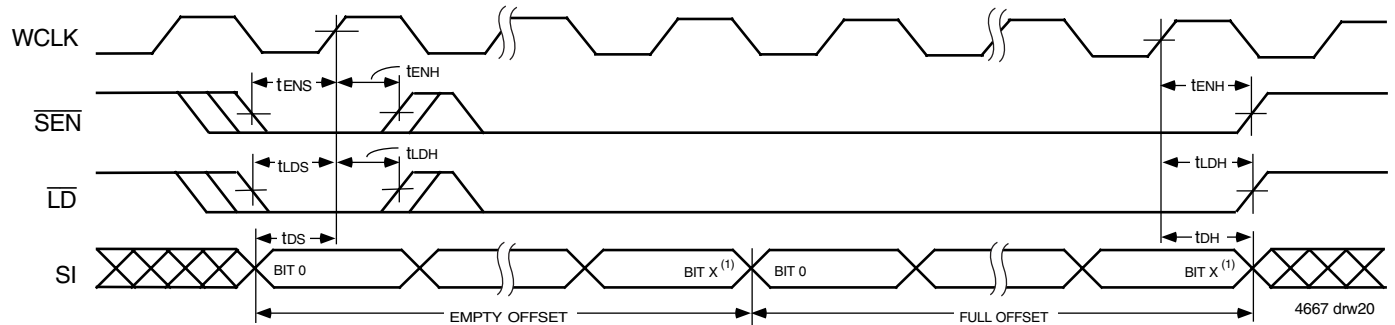 WCLK
tENS
tENH
tENH
SEN
tLDS
tLDH
tLDH
LD
tDS
tDH
SI
BIT 0
BIT X (1)
BIT 0
BIT X (1)
4667 drw20
EMPTY OFFSET
FULL OFFSET